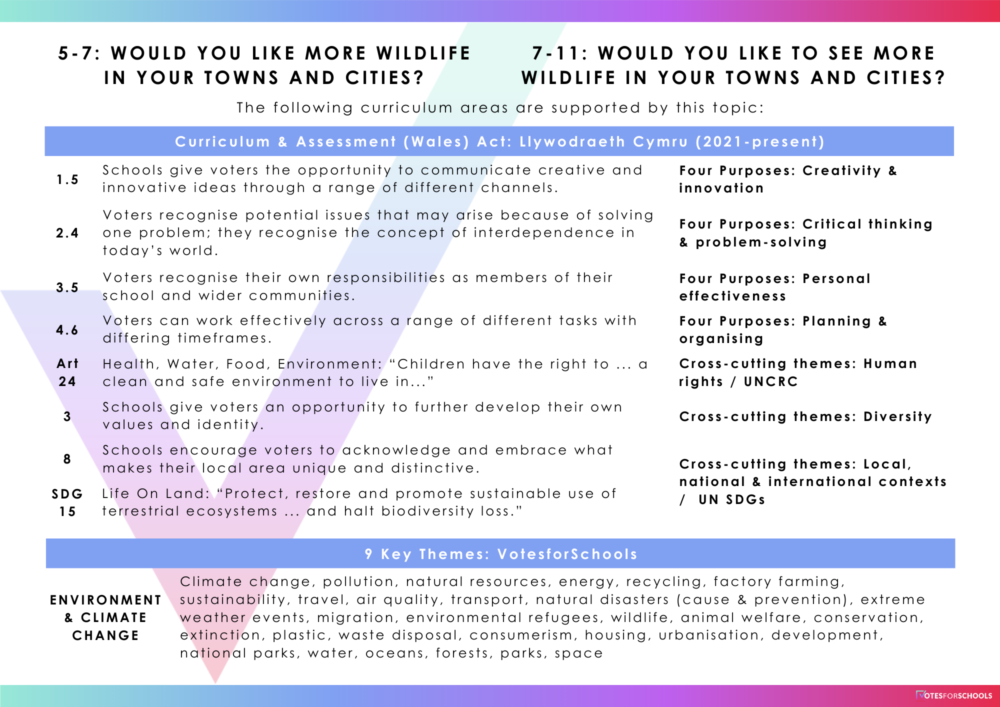 5-7: WOULD YOU LIKE MORE WILDLIFE
IN YOUR TOWNS AND CITIES?
7-11: WOULD YOU LIKE TO SEE MORE
WILDLIFE IN YOUR TOWNS AND CITIES?
The following curriculum areas are supported by this topic:
Curriculum & Assessment (Wales) Act: Llywodraeth Cymru (2021-present)
1.5
Schools give voters the opportunity to communicate creative and
innovative ideas through a range of different channels.
Four Purposes: Creativity &
innovation
2.4
Voters recognise potential issues that may arise because of solving
one problem; they recognise the concept of interdependence in
today’s world.
Four Purposes: Critical thinking
& problem-solving
3.5
Voters recognise their own responsibilities as members of their
school and wider communities.
Four Purposes: Personal
effectiveness
4.6
Voters can work effectively across a range of different tasks with
differing timeframes.
Four Purposes: Planning &
organising
Art
24
Health, Water, Food, Environment: “Children have the right to ... a
clean and safe environment to live in...”
Cross-cutting themes: Human
rights / UNCRC
3
Schools give voters an opportunity to further develop their own
values and identity.
Cross-cutting themes: Diversity
8
Schools encourage voters to acknowledge and embrace what
makes their local area unique and distinctive.
SDG
15
Life On Land: “Protect, restore and promote sustainable use of
terrestrial ecosystems ... and halt biodiversity loss.”
Cross-cutting themes: Local,
national & international contexts
/ UN SDGs
9 Key Themes: VotesforSchools
ENVIRONMENT
& CLIMATE
CHANGE
Climate change, pollution, natural resources, energy, recycling, factory farming,
sustainability, travel, air quality, transport, natural disasters (cause & prevention), extreme
weather events, migration, environmental refugees, wildlife, animal welfare, conservation,
extinction, plastic, waste disposal, consumerism, housing, urbanisation, development,
national parks, water, oceans, forests, parks, space
VOTESFORSCHOOLS